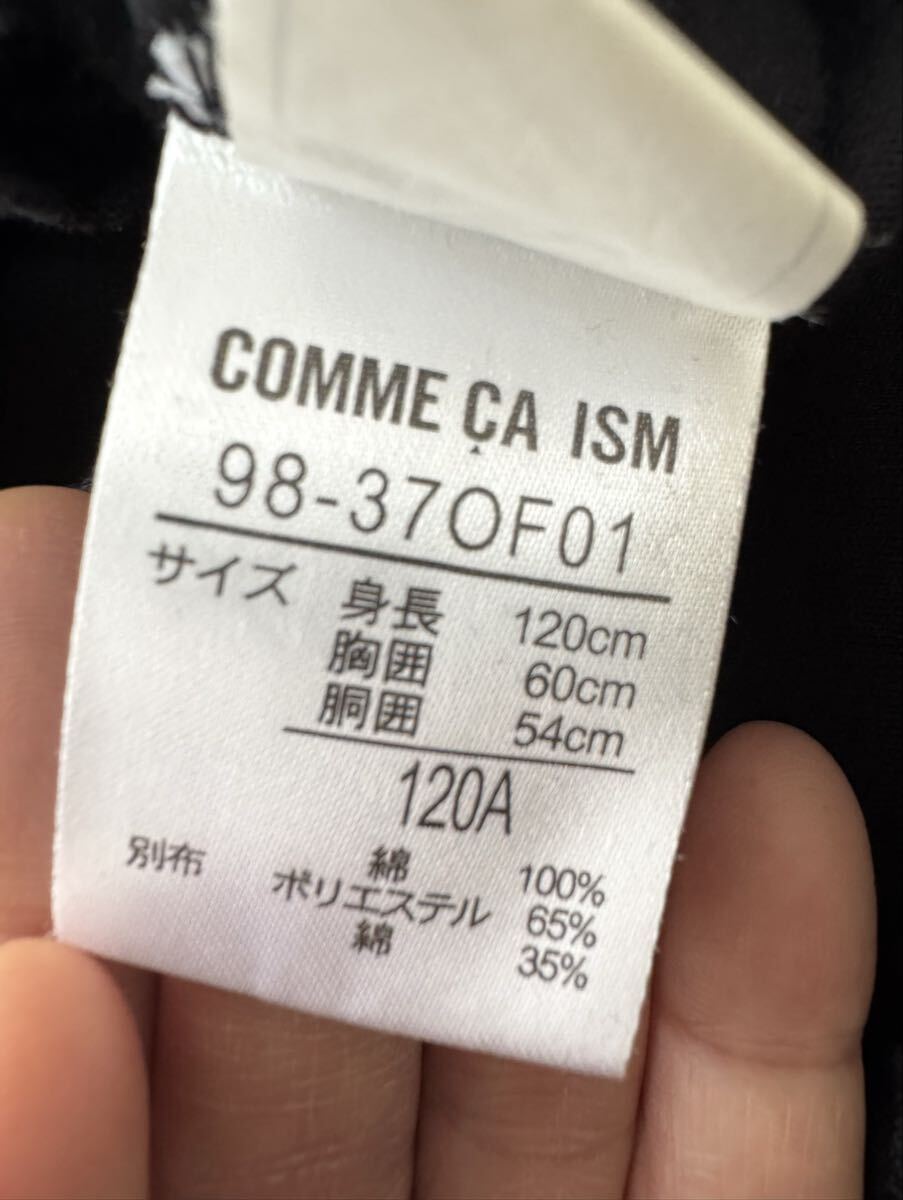 COMME ÇA ISM
98-37OF01
サイズ 身長 120cm
胸囲 60cm
胴囲 54cm
120A
綿 100%
別布 ポリエステル 65%
綿 35%